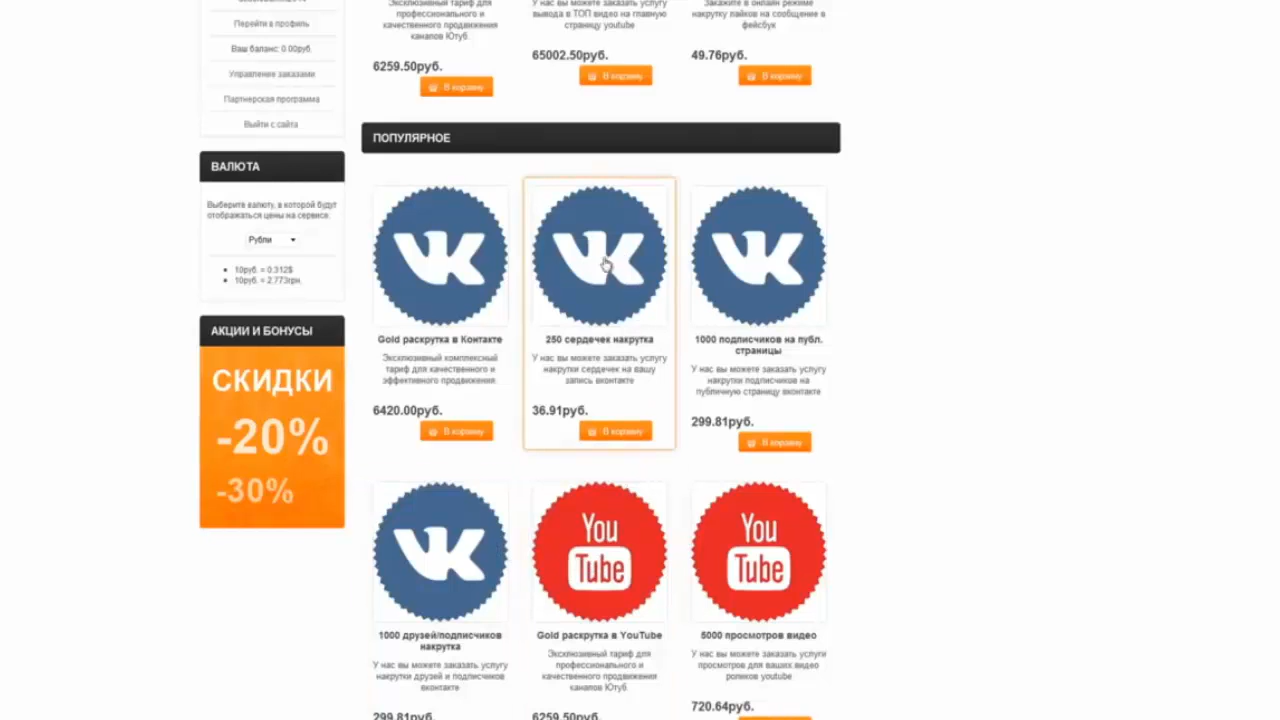 Перейти в профиль
Ваш баланс: 0.00руб.
Управление заказами
Партнерская программа
Выйти с сайта
ВАЛЮТА
Выберите валюту, в которой будут
отображаться цены на сервисе.
Рубли
10руб. = 0.312$
10руб. = 2.773грн.
АКЦИИ И БОНУСЫ
СКИДКИ
-20%
-30%
Эксклюзивный тариф для
профессионального и
качественного продвижения
каналов Ютуб.
6259.50руб.
В корзину
У нас вы можете заказать услугу
вывода в ТОП видео на главную
страницу youtube
65002.50руб.
В корзину
Закажите в онлайн режиме
накрутку лайков на сообщение в
фейсбук
49.76руб.
В корзину
ПОПУЛЯРНОЕ
Gold раскрутка в Контакте
Эксклюзивный комплексный
тариф для качественного и
эффективного продвижения.
6420.00руб.
В корзину
250 сердечек накрутка
У нас вы можете заказать услугу
накрутки сердечек на вашу
запись вконтакте
36.91руб.
В корзину
1000 подписчиков на публ.
страницы
У нас вы можете заказать услугу
накрутки подписчиков на
публичную страницу вконтакте
299.81руб.
В корзину
1000 друзей/подписчиков
накрутка
У нас вы можете заказать услугу
накрутки друзей и подписчиков
вконтакте
299.81руб.
You
Tube
Gold раскрутка в YouTube
Эксклюзивный тариф для
профессионального и
качественного продвижения
каналов Ютуб.
6259.50руб.
You
Tube
5000 просмотров видео
У нас вы можете заказать услуги
просмотров для ваших видео
роликов youtube
720.64руб.